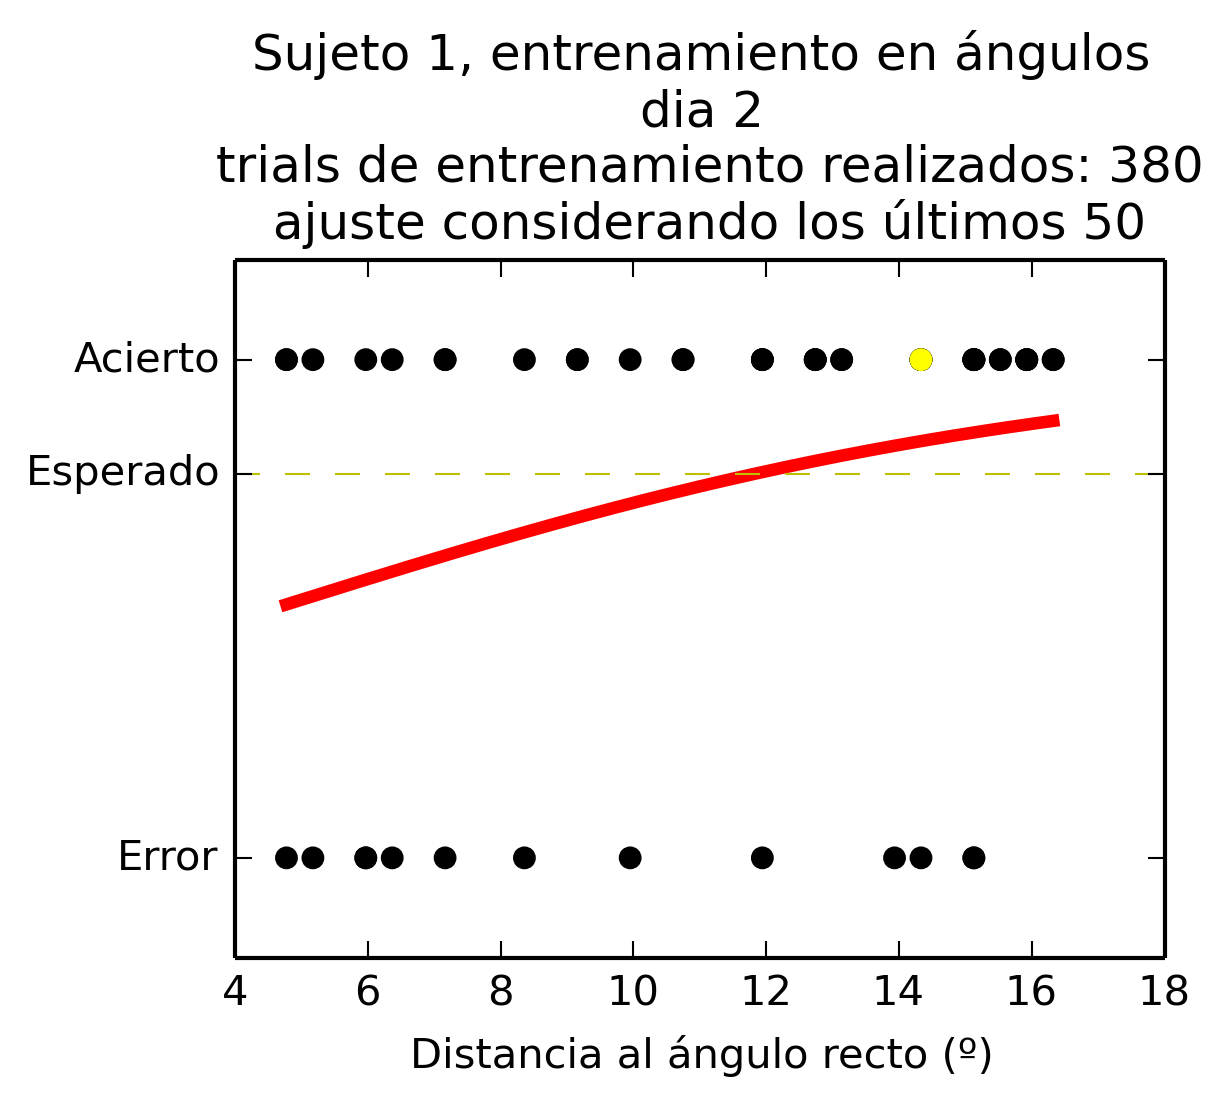 Sujeto 1, entrenamiento en ángulos
dia 2
trials de entrenamiento realizados: 380
ajuste considerando los últimos 50
Acierto
Esperado
Error
4 6 8 10 12 14 16 18
Distancia al ángulo recto (º)